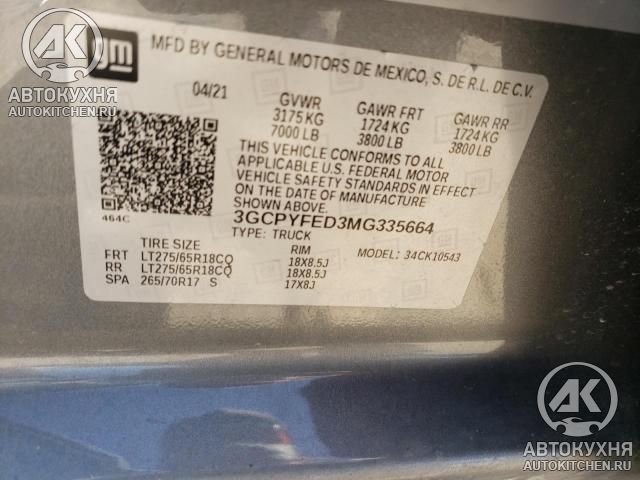 gm
MFD BY GENERAL MOTORS DE MEXICO, S. DE R.L. DE C.V.
04/21 GVWR GAWR FRT GAWR RR
3175 KG 1724 KG 1724 KG
7000 LB 3800 LB 3800 LB
THIS VEHICLE CONFORMS TO ALL
APPLICABLE U.S. FEDERAL MOTOR
VEHICLE SAFETY STANDARDS IN EFFECT
ON THE DATE OF MANUFACTURE
SHOWN ABOVE.
464C
3GCPYFED3MG335664
TYPE: TRUCK
TIRE SIZE RIM MODEL: 34CK10543
FRT LT275/65R18CQ 18X8.5J
RR LT275/65R18CQ 18X8.5J
SPA 265/70R17 S 17X8J
АК
АВТОКУХНЯ
AUTOKITCHEN.RU
АК
АВТОКУХНЯ
AUTOKITCHEN.RU